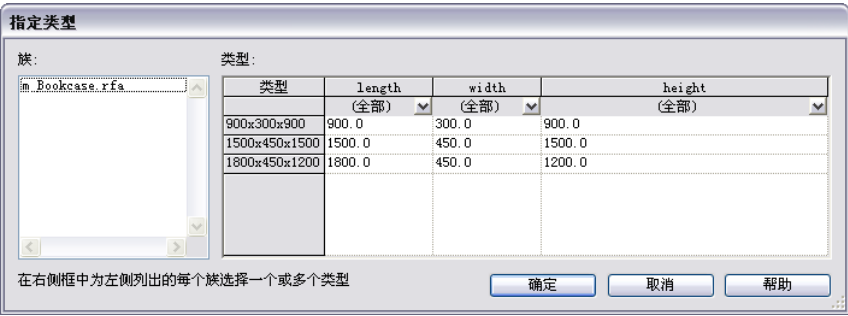 指定类型
族:
类型:
m_Bookcase.rfa
类型 length width height
(全部) (全部) (全部)
900x300x900 900.0 300.0 900.0
1500x450x1500 1500.0 450.0 1500.0
1800x450x1200 1800.0 450.0 1200.0
在右侧框中为左侧列出的每个族选择一个或多个类型
确定 取消 帮助